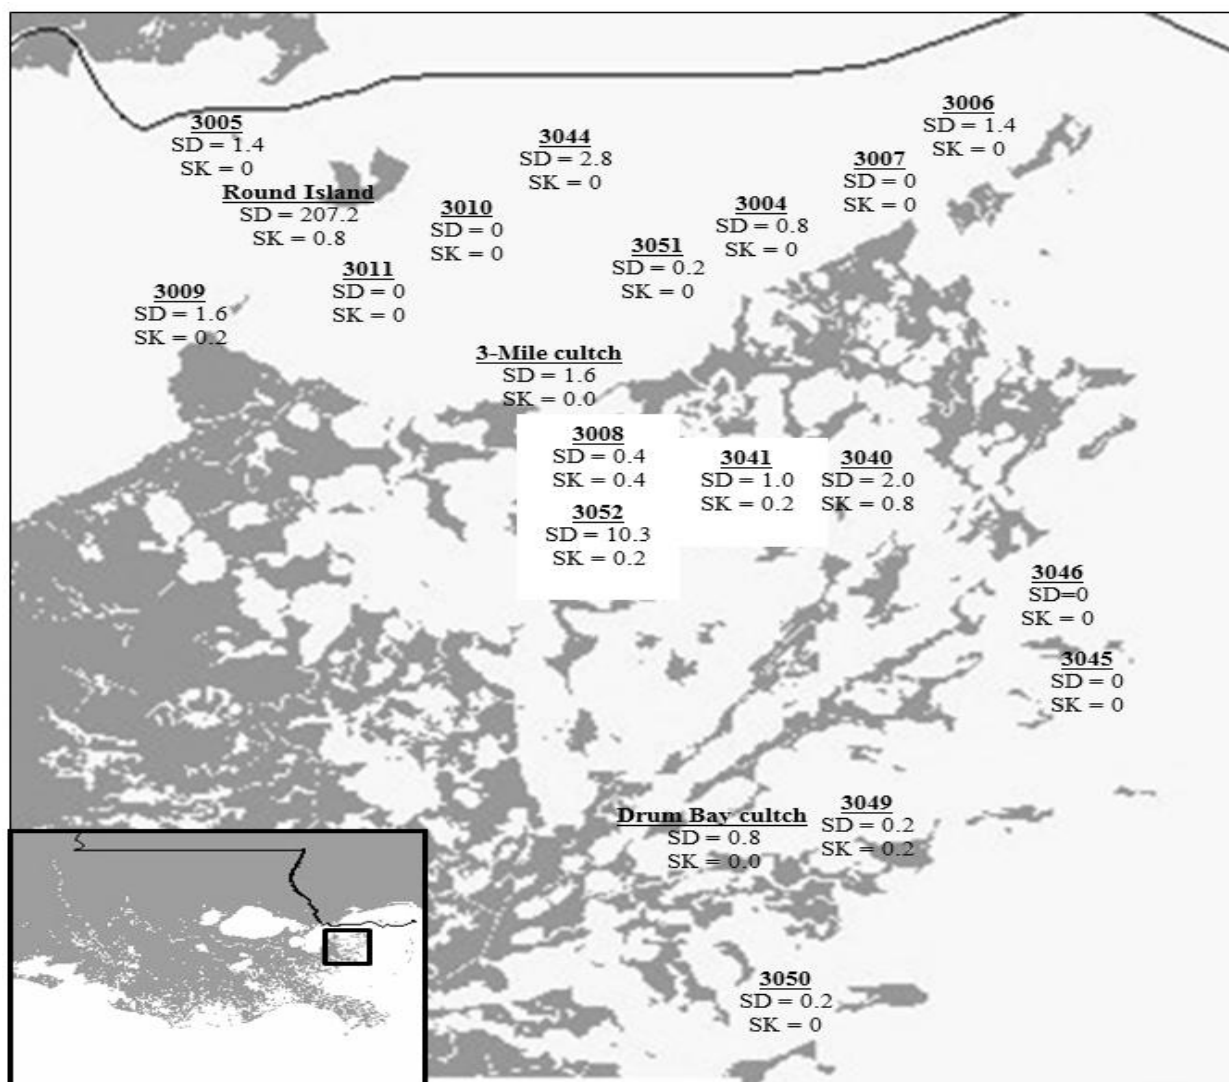 3005
SD = 1.4
SK = 0
Round Island
SD = 207.2
SK = 0.8
3044
SD = 2.8
SK = 0
3006
SD = 1.4
SK = 0
3007
SD = 0
SK = 0
3010
SD = 0
SK = 0
3004
SD = 0.8
SK = 0
3051
SD = 0.2
SK = 0
3011
SD = 0
SK = 0
3009
SD = 1.6
SK = 0.2
3-Mile cultch
SD = 1.6
SK = 0.0
3008
SD = 0.4
SK = 0.4
3041
SD = 1.0
SK = 0.2
3040
SD = 2.0
SK = 0.8
3052
SD = 10.3
SK = 0.2
3046
SD=0
SK = 0
3045
SD = 0
SK = 0
Drum Bay cultch
SD = 0.8
SK = 0.0
3049
SD = 0.2
SK = 0.2
3050
SD = 0.2
SK = 0